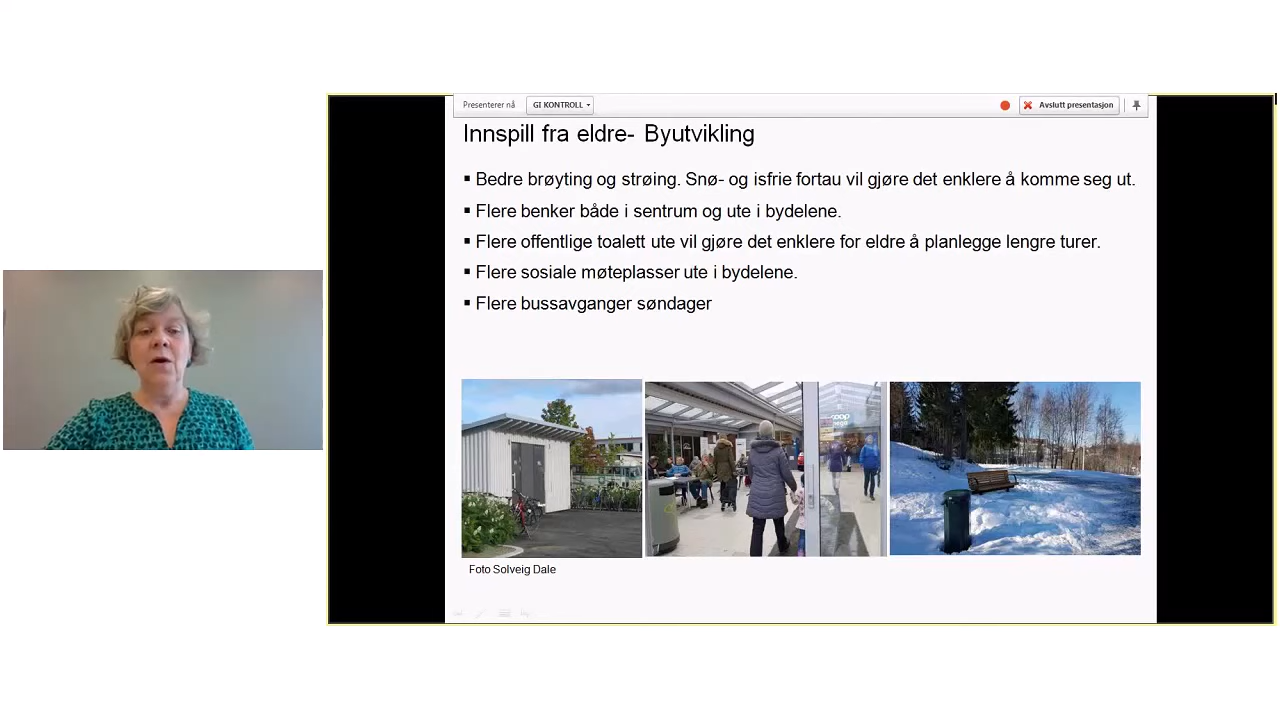 Presenterer nå GI KONTROLL Avslutt presentasjon
Innspill fra eldre- Byutvikling
▪ Bedre brøyting og strøing. Snø- og isfrie fortau vil gjøre det enklere å komme seg ut.
▪ Flere benker både i sentrum og ute i bydelene.
▪ Flere offentlige toalett ute vil gjøre det enklere for eldre å planlegge lengre turer.
▪ Flere sosiale møteplasser ute i bydelene.
▪ Flere bussavganger søndager
coop
Foto Solveig Dale